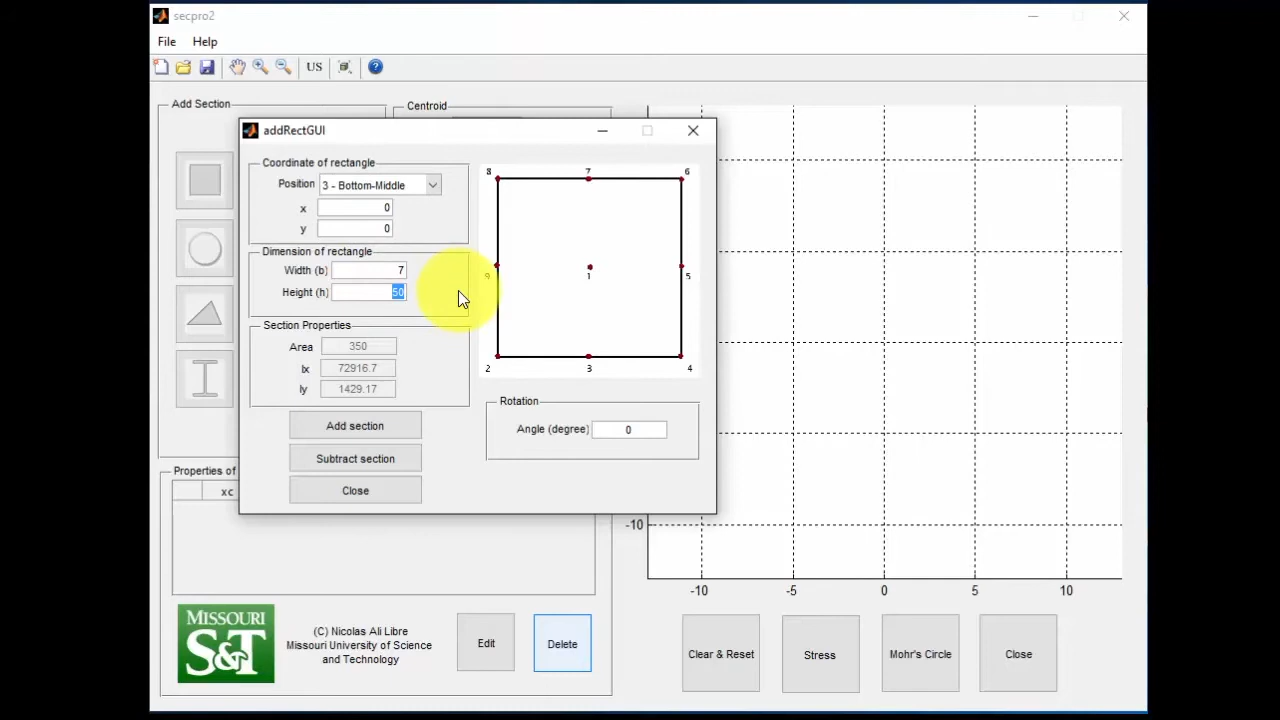 secpro2
File Help
US
Add Section
Centroid
addRectGUI
Coordinate of rectangle
Position 3 - Bottom-Middle
x 0
y 0
Dimension of rectangle
Width (b) 7
Height (h) 50
Section Properties
Area 350
Ix 72916.7
Iy 1429.17
Add section
Subtract section
Close
8 7 6
9 1 5
2 3 4
Rotation
Angle (degree) 0
Properties of
xc
-10
-10 -5 0 5 10
MISSOURI
S&T
(C) Nicolas Ali Libre
Missouri University of Science
and Technology
Edit
Delete
Clear & Reset
Stress
Mohr's Circle
Close